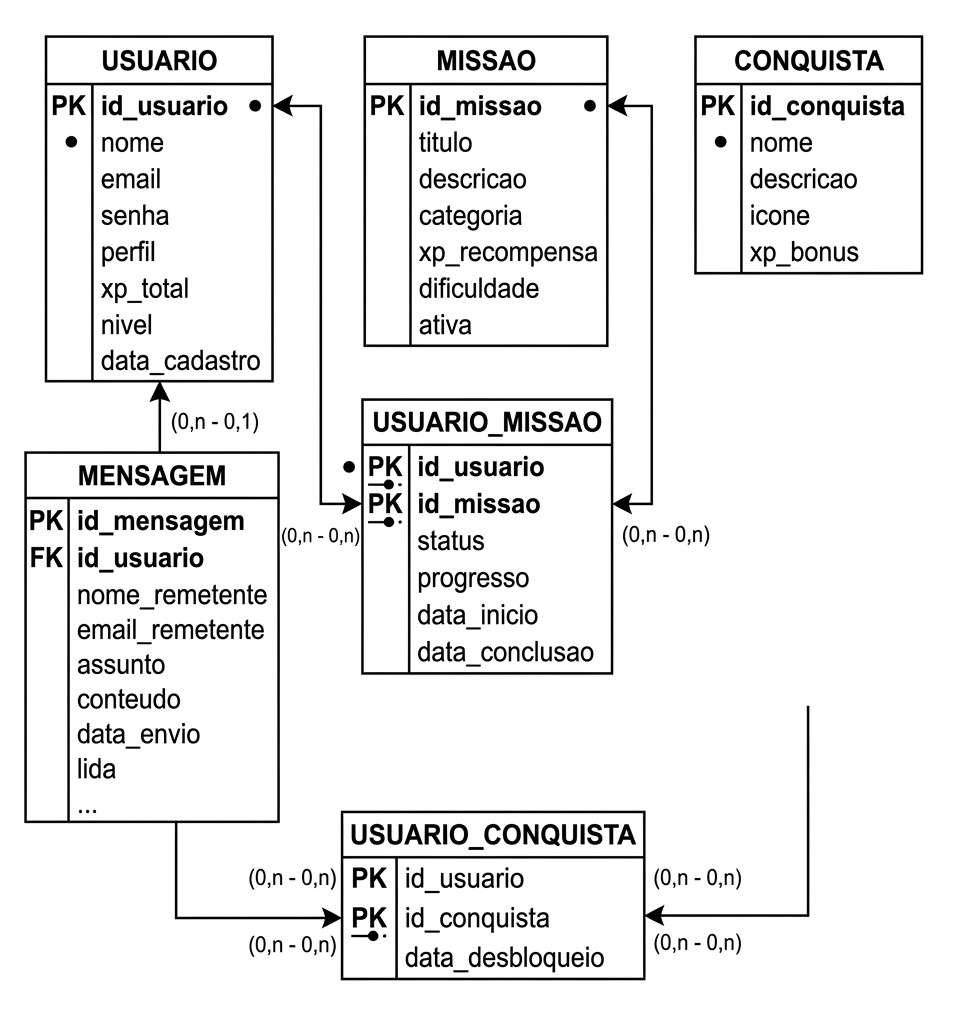 USUARIO
PK id_usuario
nome
email
senha
perfil
xp_total
nivel
data_cadastro
MISSAO
PK id_missao
titulo
descricao
categoria
xp_recompensa
dificuldade
ativa
CONQUISTA
PK id_conquista
nome
descricao
icone
xp_bonus
(0,n - 0,1)
MENSAGEM
PK id_mensagem
FK id_usuario
nome_remetente
email_remetente
assunto
conteudo
data_envio
lida
...
USUARIO_MISSAO
PK id_usuario
PK id_missao
status
progresso
data_inicio
data_conclusao
(0,n - 0,n)
(0,n - 0,n)
USUARIO_CONQUISTA
PK id_usuario
PK id_conquista
data_desbloqueio
(0,n - 0,n)
(0,n - 0,n)
(0,n - 0,n)
(0,n - 0,n)